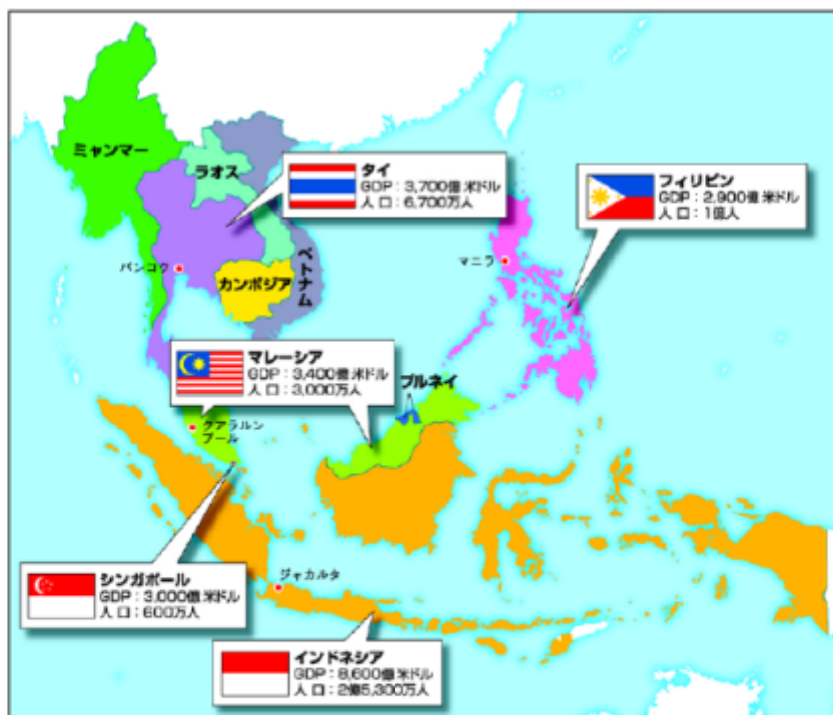 ミャンマー
ラオス
タイ
GDP：3,700億米ドル
人口：6,700万人
フィリピン
GDP：2,900億米ドル
人口：1億人
バンコク
カンボジア
ベトナム
マニラ
マレーシア
GDP：3,400億米ドル
人口：3,000万人
ブルネイ
クアラルン
プール
シンガポール
GDP：3,000億米ドル
人口：600万人
ジャカルタ
インドネシア
GDP：8,600億米ドル
人口：2億5,300万人